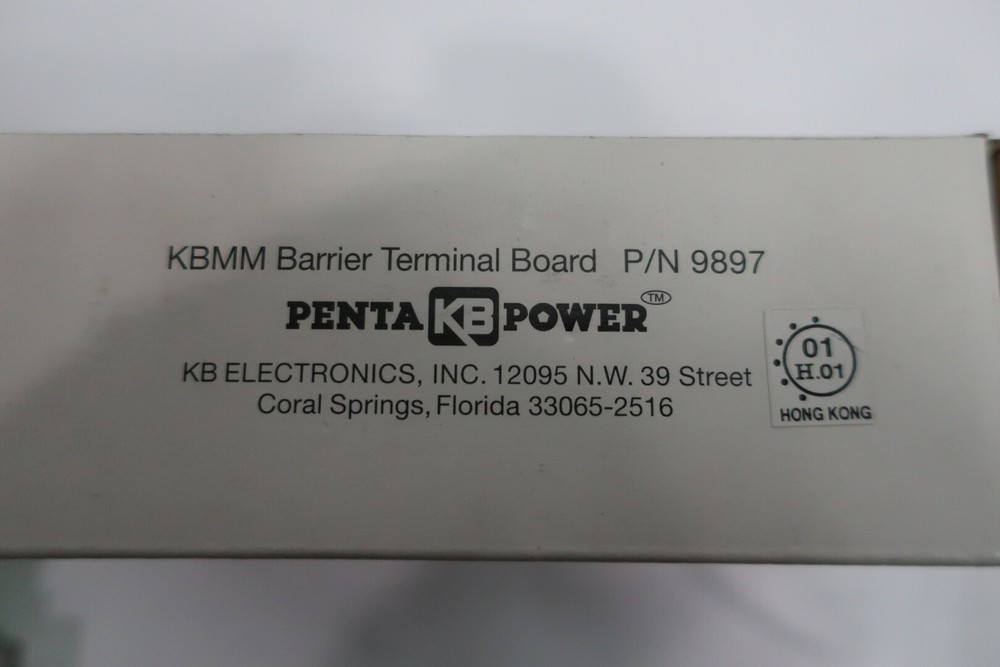 KBMM Barrier Terminal Board P/N 9897
PENTA KB POWER TM
KB ELECTRONICS, INC. 12095 N.W. 39 Street
Coral Springs, Florida 33065-2516
01
H.01
HONG KONG